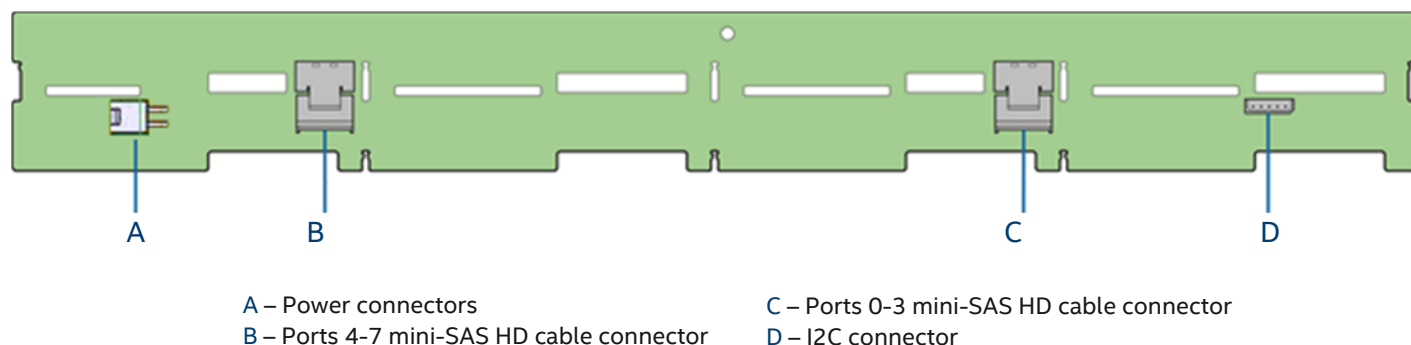 A B C D
A – Power connectors
B – Ports 4-7 mini-SAS HD cable connector
C – Ports 0-3 mini-SAS HD cable connector
D – I2C connector